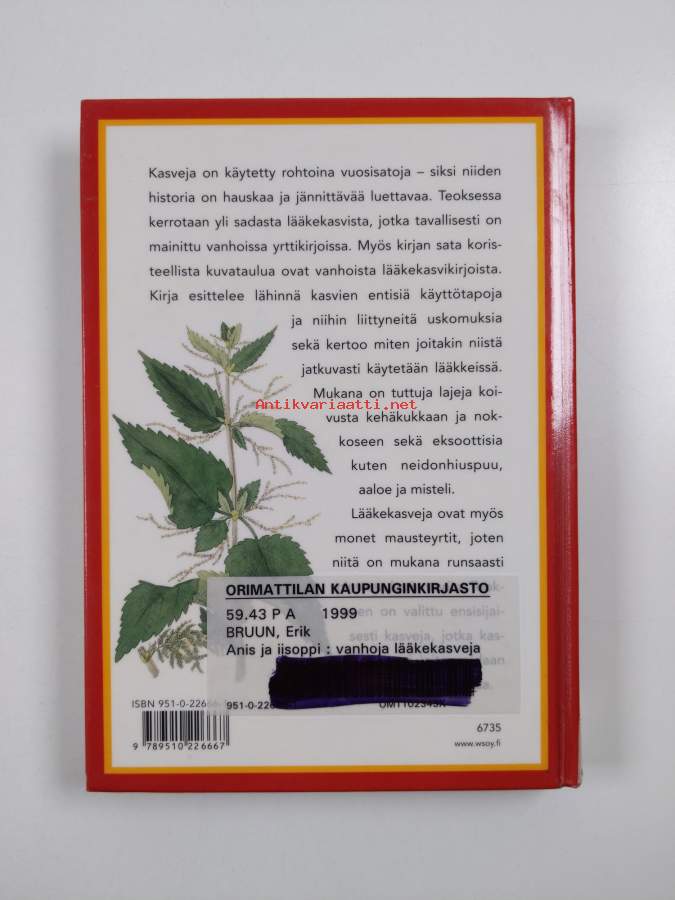 Kasveja on käytetty rohtoina vuosisatoja – siksi niiden
historia on hauskaa ja jännittävää luettavaa. Teoksessa
kerrotaan yli sadasta lääkekasvista, jotka tavallisesti on
mainittu vanhoissa yrttikirjoissa. Myös kirjan sata koris-
teellista kuvataulua ovat vanhoista lääkekasvikirjoista.
Kirja esittelee lähinnä kasvien entisiä käyttötapoja
ja niihin liittyneitä uskomuksia
sekä kertoo miten joitakin niistä
jatkuvasti käytetään lääkkeissä.
Mukana on tuttuja lajeja koi-
Antikvariaatti.net
vusta kehäkukkaan ja nok-
koseen sekä eksoottisia
kuten neidonhiuspuu,
aaloe ja misteli.
Lääkekasveja ovat myös
monet mausteyrtit, joten
niitä on mukana runsaasti
ORIMATTILAN KAUPUNGINKIRJASTO
59.43 P A 1999
BRUUN, Erik
Anis ja iisoppi : vanhoja lääkekasveja
on valittu ensisijai-
sesti kasveja, jotka kas-
ISBN 951-0-226
951-0-226
9 789510 226667
6735
www.wsoy.fi